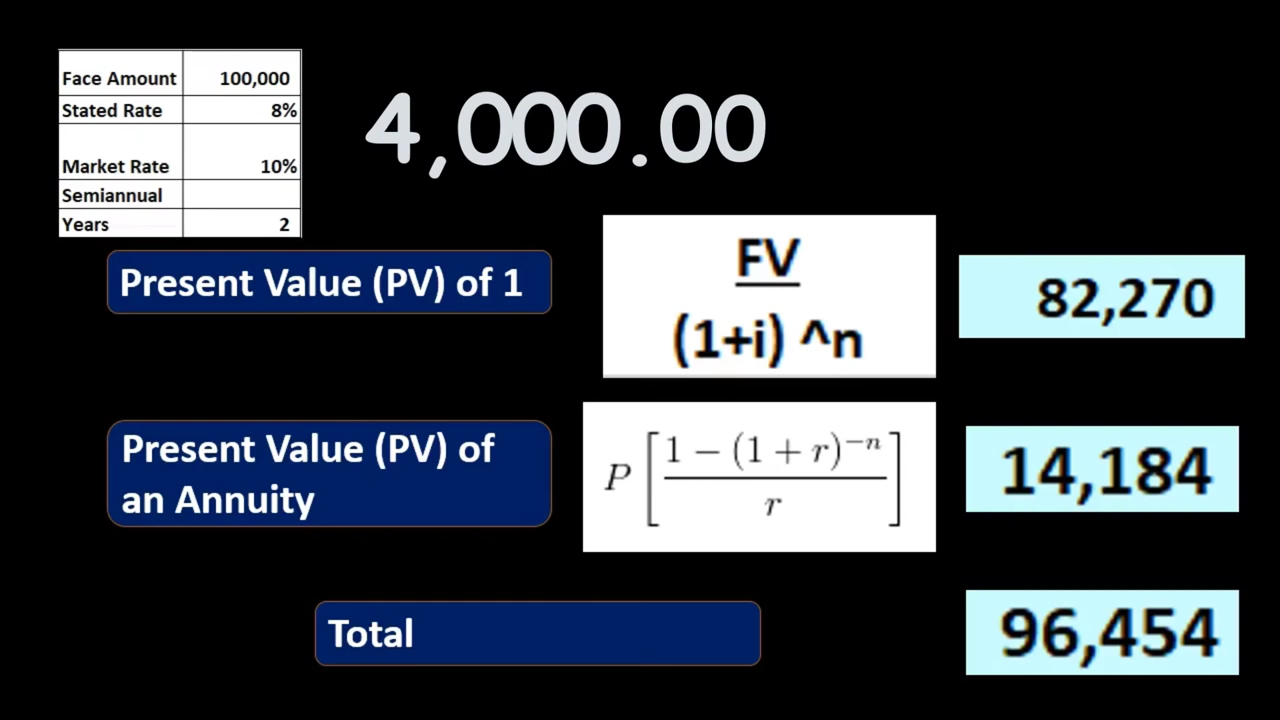 Face Amount 100,000
Stated Rate 8%
Market Rate 10%
Semiannual
Years 2
4,000.00
Present Value (PV) of 1
FV
(1+i) ^n
82,270
Present Value (PV) of
an Annuity
P [ 1 − (1 + r)^−n
r ]
14,184
Total
96,454